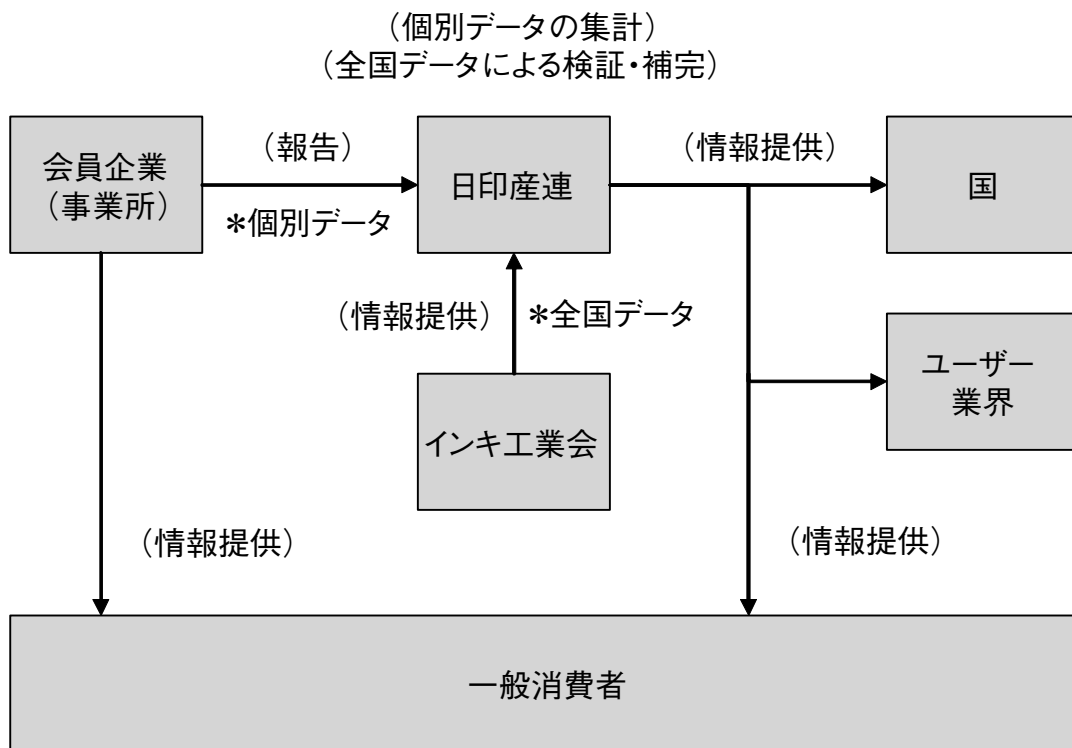 （個別データの集計）
（全国データによる検証・補完）
会員企業
（事業所）
（報告）
＊個別データ
日印産連
（情報提供）
国
（情報提供）
＊全国データ
ユーザー
業界
インキ工業会
（情報提供）
（情報提供）
一般消費者